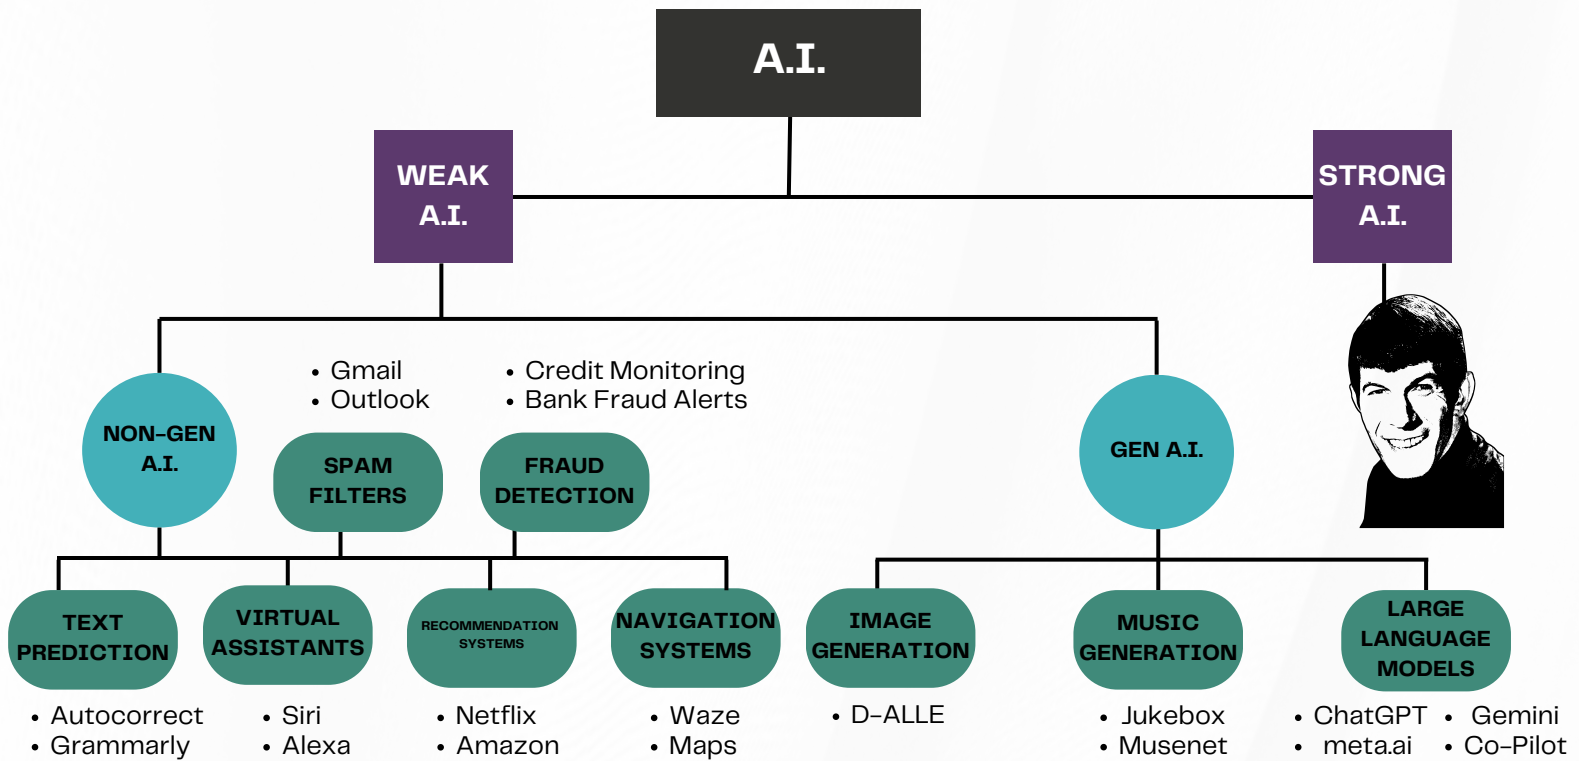 A.I.
WEAK
A.I.
STRONG
A.I.
• Gmail
• Outlook
• Credit Monitoring
• Bank Fraud Alerts
NON-GEN
A.I.
GEN A.I.
SPAM
FILTERS
FRAUD
DETECTION
TEXT
PREDICTION
VIRTUAL
ASSISTANTS
RECOMMENDATION
SYSTEMS
NAVIGATION
SYSTEMS
IMAGE
GENERATION
MUSIC
GENERATION
LARGE
LANGUAGE
MODELS
• Autocorrect
• Grammarly
• Siri
• Alexa
• Netflix
• Amazon
• Waze
• Maps
• D-ALLE
• Jukebox
• Musenet
• ChatGPT
• meta.ai
• Gemini
• Co-Pilot